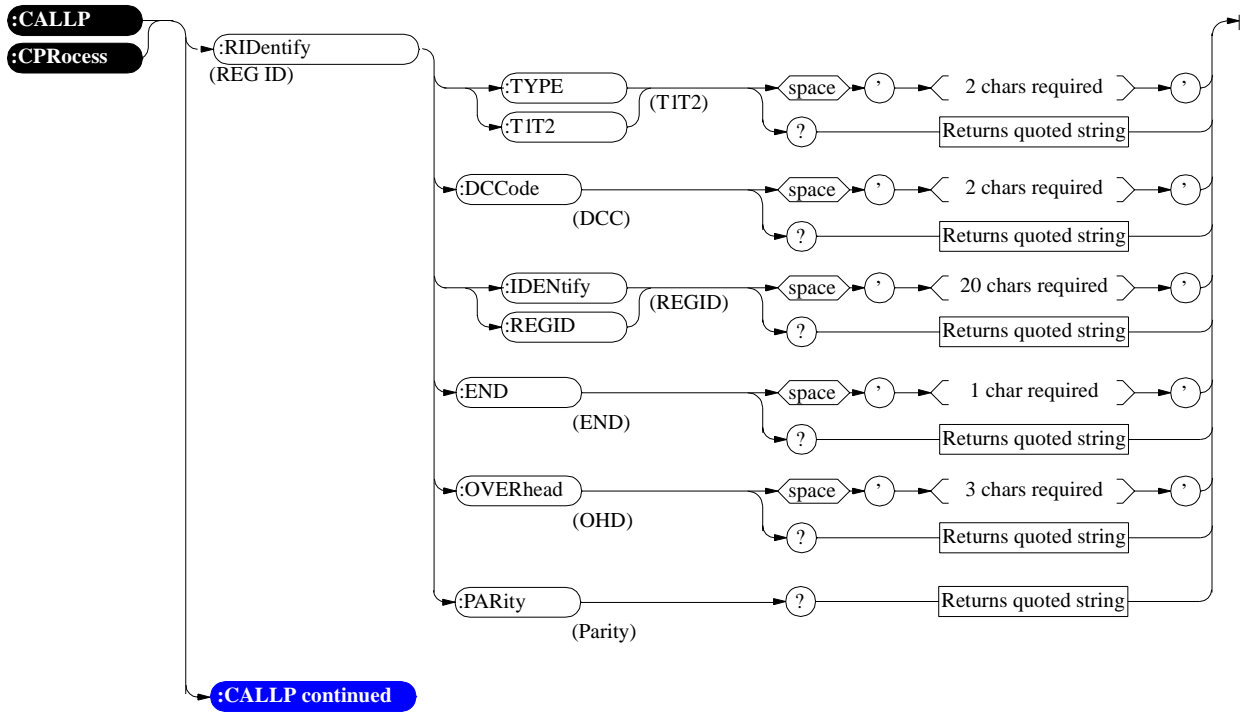 :CALLP
:CPRocess
:RIDentify
(REG ID)
:TYPE
:T1T2
(T1T2)
space ’ 2 chars required ’
? Returns quoted string
:DCCode
(DCC)
space ’ 2 chars required ’
? Returns quoted string
:IDENtify
:REGID
(REGID)
space ’ 20 chars required ’
? Returns quoted string
:END
(END)
space ’ 1 char required ’
? Returns quoted string
:OVERhead
(OHD)
space ’ 3 chars required ’
? Returns quoted string
:PARity
(Parity)
? Returns quoted string
:CALLP continued